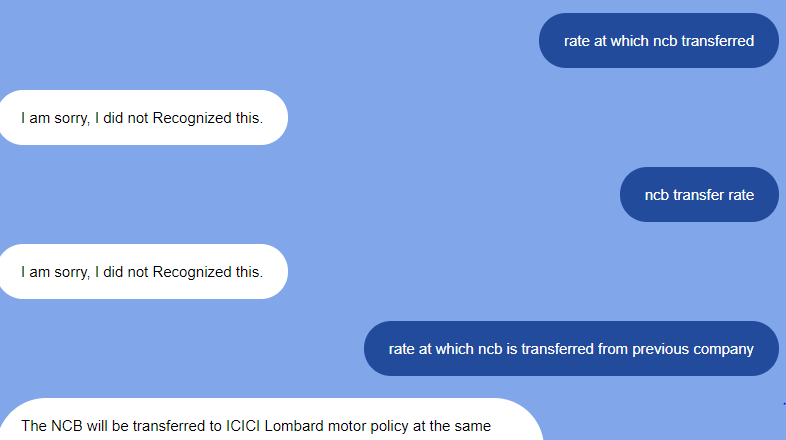 rate at which ncb transferred
I am sorry, I did not Recognized this.
ncb transfer rate
I am sorry, I did not Recognized this.
rate at which ncb is transferred from previous company
The NCB will be transferred to ICICI Lombard motor policy at the same